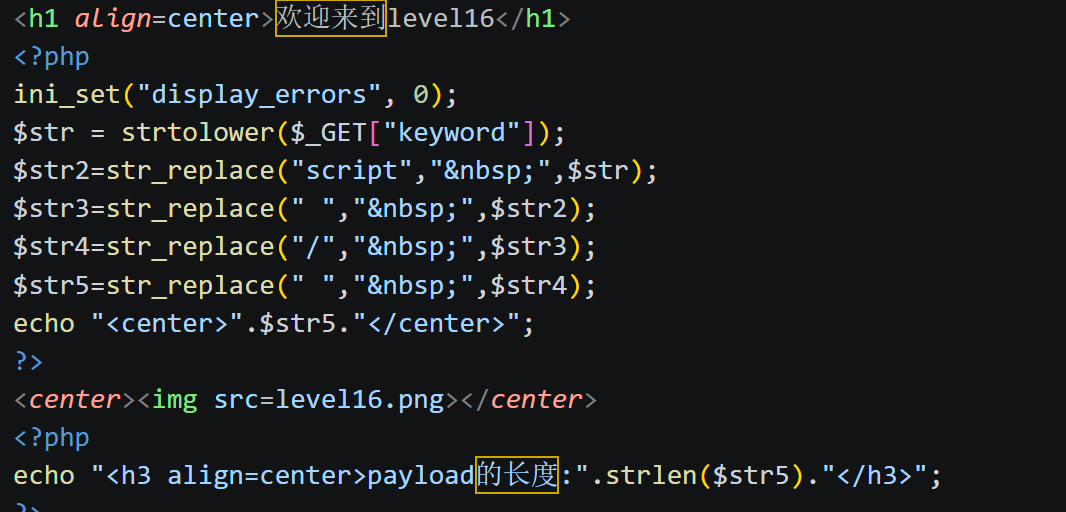 <h1 align=center>欢迎来到level16</h1>
<?php
ini_set("display_errors", 0);
$str = strtolower($_GET["keyword"]);
$str2=str_replace("script","&nbsp;",$str);
$str3=str_replace(" ","&nbsp;",$str2);
$str4=str_replace("/","&nbsp;",$str3);
$str5=str_replace(" ","&nbsp;",$str4);
echo "<center>".$str5."</center>";
?>
<center><img src=level16.png></center>
<?php
echo "<h3 align=center>payload的长度:".strlen($str5)."</h3>";
?>